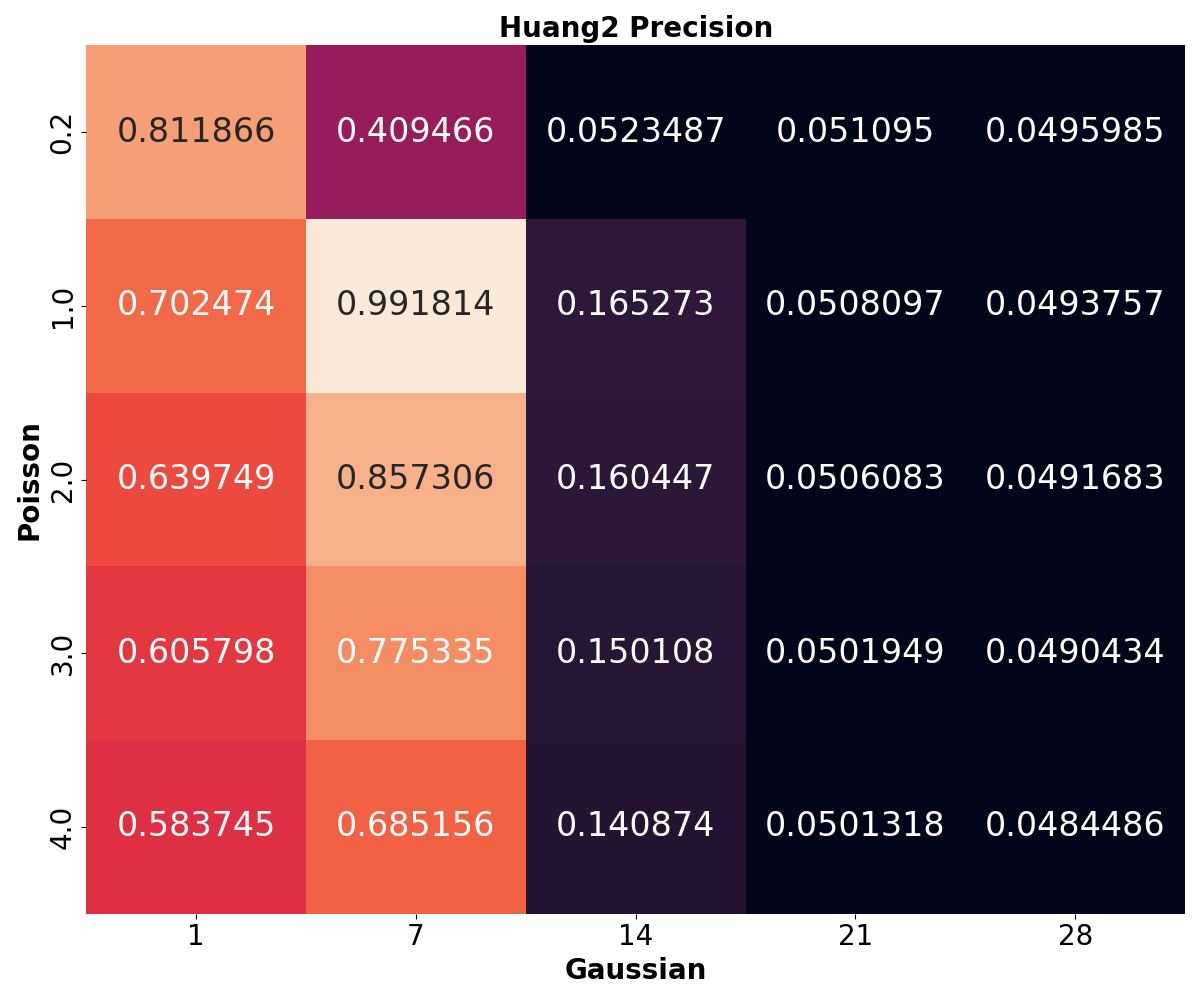 Huang2 Precision
Poisson
0.2 0.811866 0.409466 0.0523487 0.051095 0.0495985
1.0 0.702474 0.991814 0.165273 0.0508097 0.0493757
2.0 0.639749 0.857306 0.160447 0.0506083 0.0491683
3.0 0.605798 0.775335 0.150108 0.0501949 0.0490434
4.0 0.583745 0.685156 0.140874 0.0501318 0.0484486
1 7 14 21 28
Gaussian